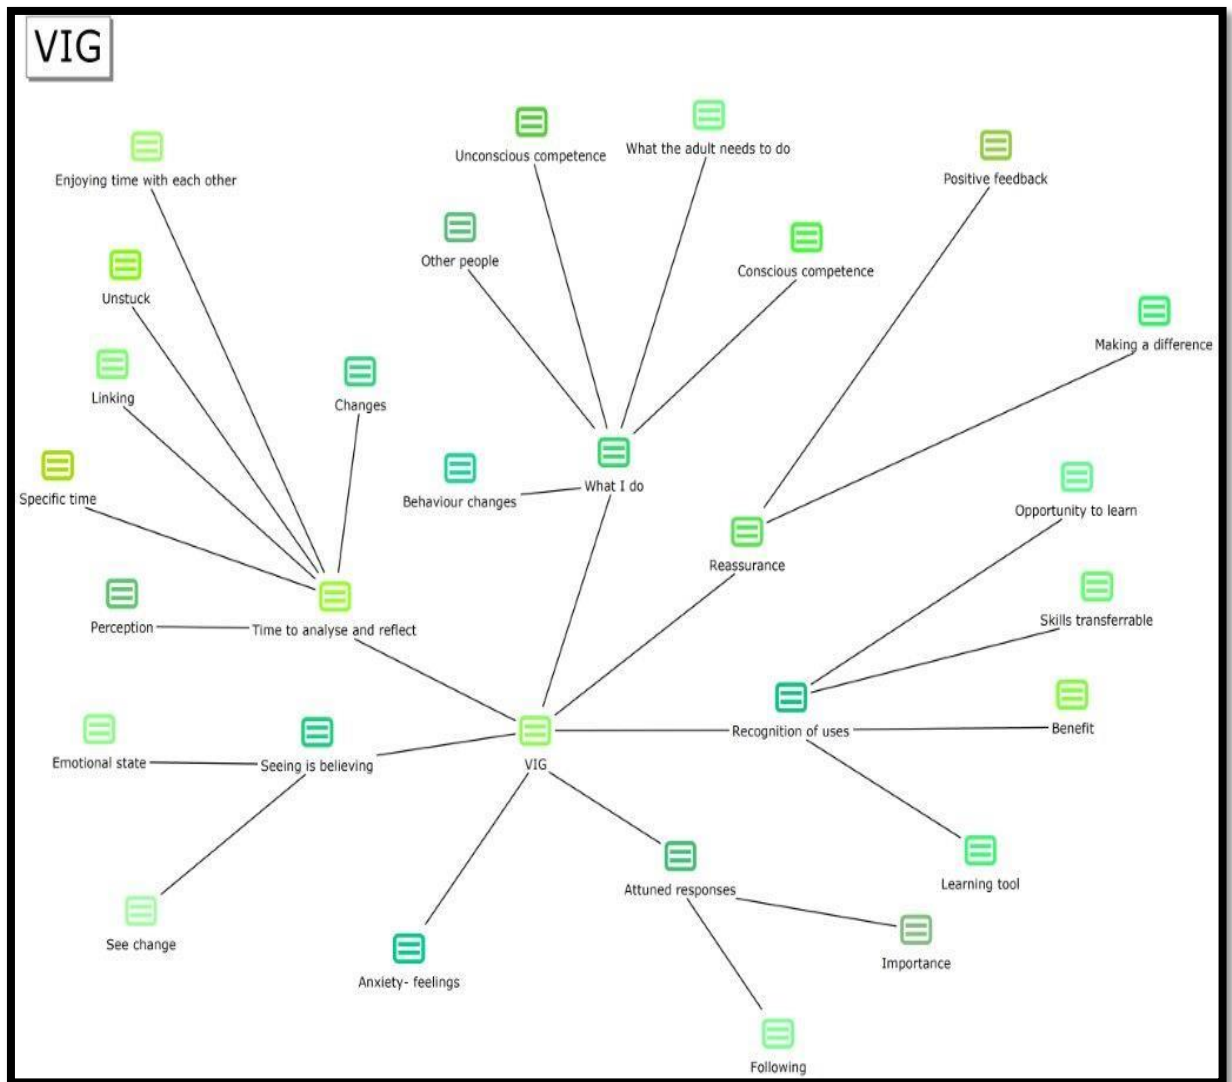 VIG
What the adult needs to do
Unconscious competence
Positive feedback
Enjoying time with each other
Other people
Conscious competence
Unstuck
Making a difference
Linking
Changes
What I do
Specific time
Behaviour changes
Opportunity to learn
Reassurance
Skills transferrable
Perception
Time to analyse and reflect
Recognition of uses
Benefit
Emotional state
Seeing is believing
VIG
Attuned responses
Learning tool
See change
Importance
Anxiety- feelings
Following